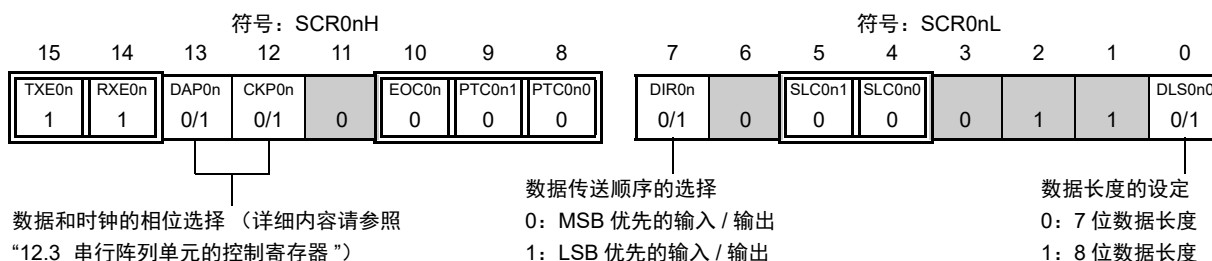 符号：SCR0nH 符号：SCR0nL
15 14 13 12 11 10 9 8 7 6 5 4 3 2 1 0
TXE0n RXE0n DAP0n CKP0n EOC0n PTC0n1 PTC0n0 DIR0n SLC0n1 SLC0n0 DLS0n0
1 1 0/1 0/1 0 0 0 0 0/1 0 0 0 0 1 1 0/1
数据和时钟的相位选择 （详细内容请参照
“12.3 串行阵列单元的控制寄存器 ”）
数据传送顺序的选择
0：MSB 优先的输入 / 输出
1：LSB 优先的输入 / 输出
数据长度的设定
0：7 位数据长度
1：8 位数据长度